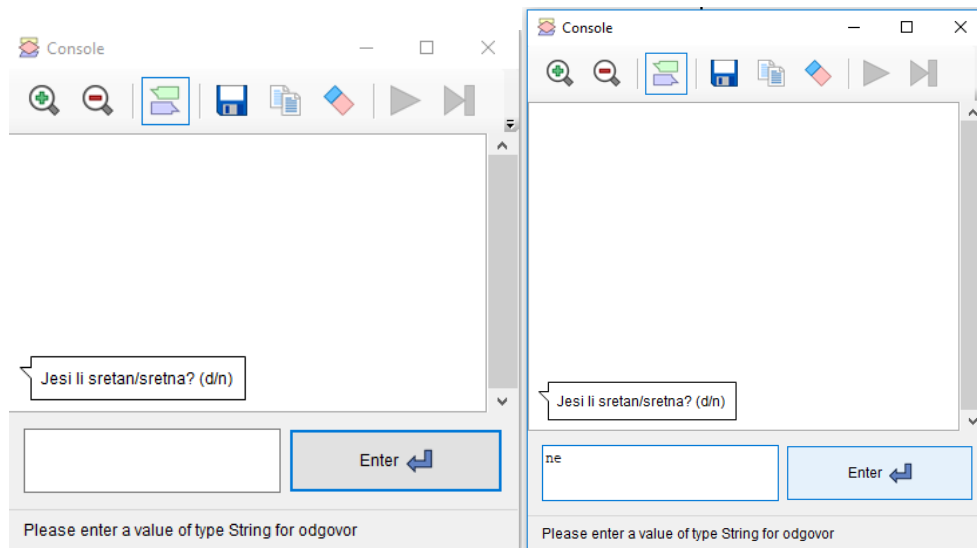 Console
Jesi li sretan/sretna? (d/n)
Enter
Please enter a value of type String for odgovor
Console
Jesi li sretan/sretna? (d/n)
ne
Enter
Please enter a value of type String for odgovor